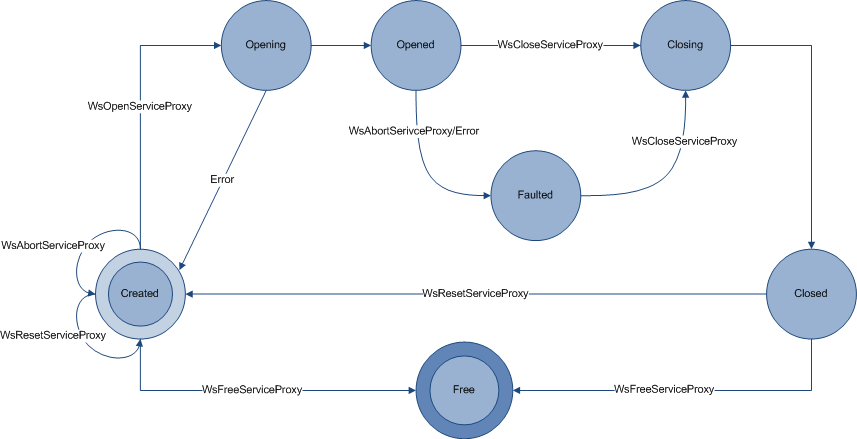 Opening
Opened
WsCloseServiceProxy
Closing
WsOpenServiceProxy
WsAbortSerivceProxy/Error
WsCloseServiceProxy
Error
Faulted
WsAbortServiceProxy
Created
WsResetServiceProxy
Closed
WsResetServiceProxy
WsFreeServiceProxy
Free
WsFreeServiceProxy